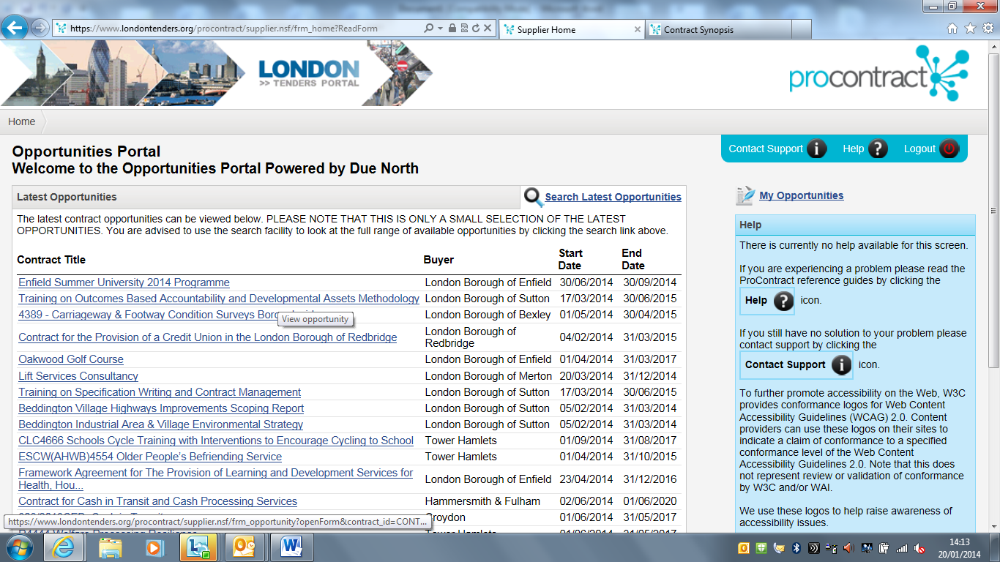 https://www.londontenders.org/procontract/supplier.nsf/frm_home?ReadForm
Supplier Home
Contract Synopsis
LONDON
>> TENDERS PORTAL
procontract
Home
Contact Support
Help
Logout
Opportunities Portal
Welcome to the Opportunities Portal Powered by Due North
Latest Opportunities
Search Latest Opportunities
The latest contract opportunities can be viewed below. PLEASE NOTE THAT THIS IS ONLY A SMALL SELECTION OF THE LATEST
OPPORTUNITIES. You are advised to use the search facility to look at the full range of available opportunities by clicking the search link above.
Contract Title Buyer Start Date End Date
Enfield Summer University 2014 Programme London Borough of Enfield 30/06/2014 30/09/2014
Training on Outcomes Based Accountability and Developmental Assets Methodology London Borough of Sutton 17/03/2014 30/06/2015
4389 - Carriageway & Footway Condition Surveys London Borough of Bexley 01/05/2014 30/04/2015
View opportunity
Contract for the Provision of a Credit Union in the London Borough of Redbridge London Borough of Redbridge 04/02/2014 31/03/2015
Oakwood Golf Course London Borough of Enfield 01/04/2014 31/03/2017
Lift Services Consultancy London Borough of Merton 20/03/2014 31/12/2014
Training on Specification Writing and Contract Management London Borough of Sutton 17/03/2014 30/06/2015
Beddington Village Highways Improvements Scoping Report London Borough of Sutton 05/02/2014 31/03/2014
Beddington Industrial Area & Village Environmental Strategy London Borough of Sutton 05/02/2014 31/03/2014
CLC4666 Schools Cycle Training with Interventions to Encourage Cycling to School Tower Hamlets 01/09/2014 31/08/2017
ESCW(AHWB)4554 Older People's Befriending Service Tower Hamlets 01/04/2014 31/10/2015
Framework Agreement for The Provision of Learning and Development Services for
Health, Hou... London Borough of Enfield 23/04/2014 31/12/2016
Contract for Cash in Transit and Cash Processing Services Hammersmith & Fulham 02/06/2014 01/06/2020
Croydon 01/06/2014 31/05/2017
https://www.londontenders.org/procontract/supplier.nsf/frm_opportunity?openForm&contract_id=CONT...
My Opportunities
Help
There is currently no help available for this screen.
If you are experiencing a problem please read the
ProContract reference guides by clicking the
Help icon.
If you still have no solution to your problem please
contact support by clicking the
Contact Support icon.
To further promote accessibility on the Web, W3C
provides conformance logos for Web Content
Accessibility Guidelines (WCAG) 2.0. Content
providers can use these logos on their sites to
indicate a claim of conformance to a specified
conformance level of the Web Content
Accessibility Guidelines 2.0. Note that this does
not represent review or validation of conformance
by W3C and/or WAI.
We use these logos to help raise awareness of
accessibility issues.
14:13
20/01/2014